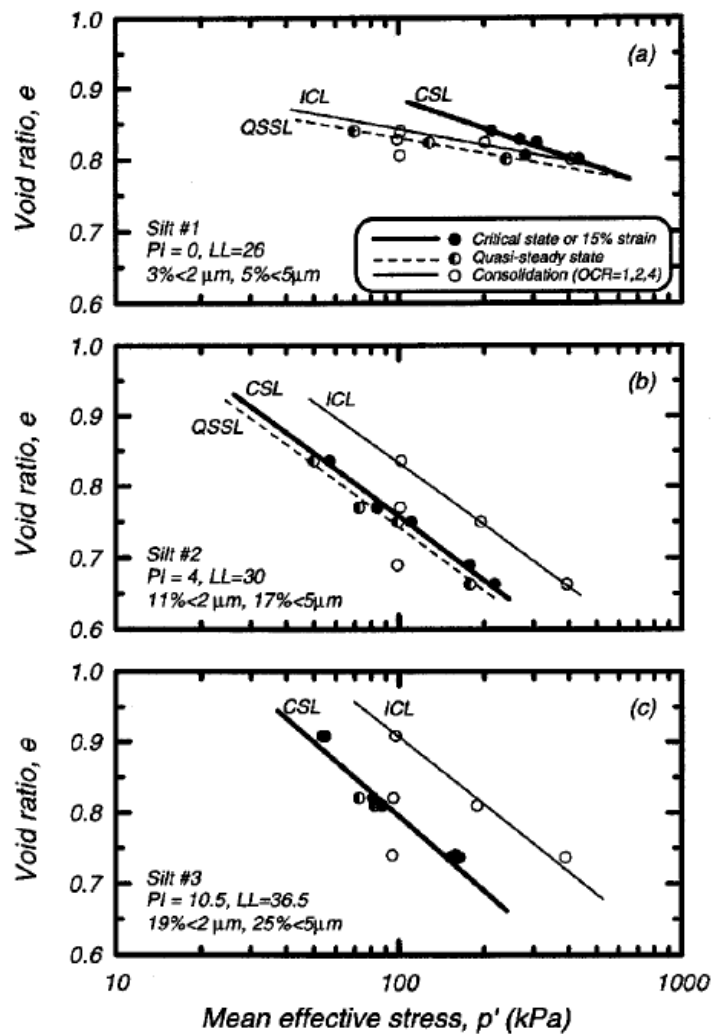 (a)
1.0
0.9
0.8
0.7
0.6
Void ratio, e
ICL
CSL
QSSL
Silt #1
PI = 0, LL=26
3%<2 μm, 5%<5μm
Critical state or 15% strain
Quasi-steady state
Consolidation (OCR=1,2,4)
(b)
1.0
0.9
0.8
0.7
0.6
Void ratio, e
CSL
ICL
QSSL
Silt #2
PI = 4, LL=30
11%<2 μm, 17%<5μm
(c)
1.0
0.9
0.8
0.7
0.6
Void ratio, e
CSL
ICL
Silt #3
PI = 10.5, LL=36.5
19%<2 μm, 25%<5μm
10
100
1000
Mean effective stress, p' (kPa)